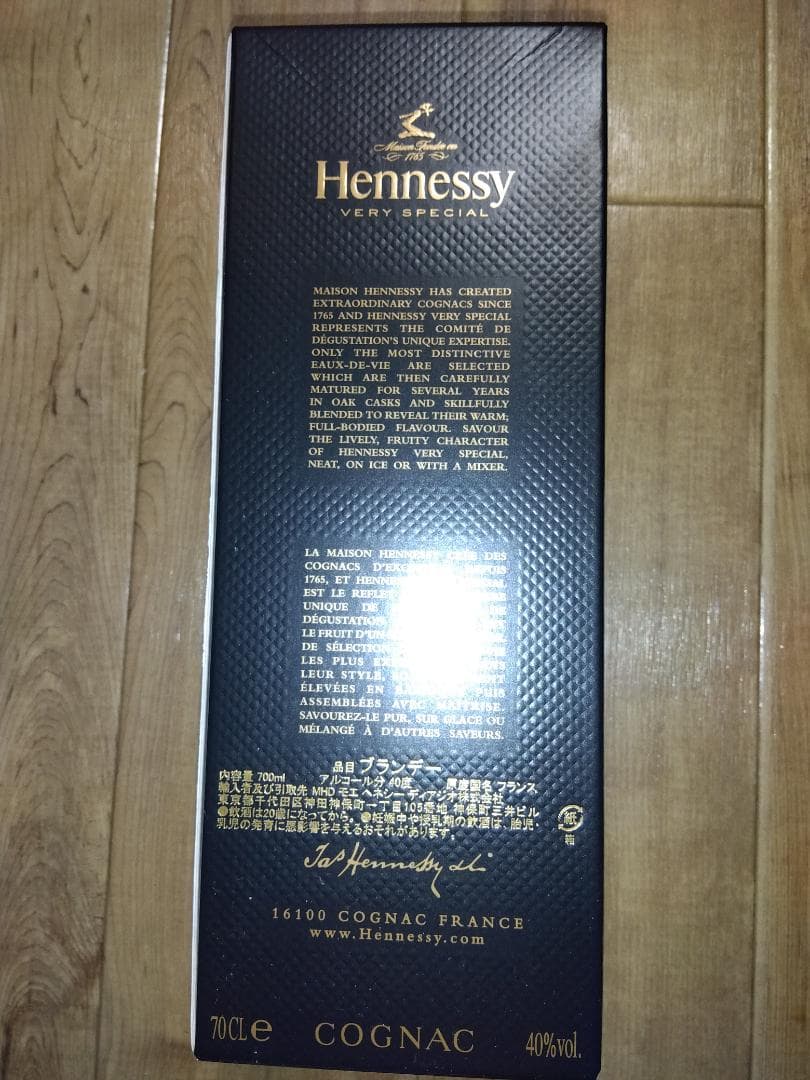 Maison Fondée en
1765
Hennessy
VERY SPECIAL
MAISON HENNESSY HAS CREATED
EXTRAORDINARY COGNACS SINCE
1765 AND HENNESSY VERY SPECIAL
REPRESENTS THE COMITÉ DE
DÉGUSTATION'S UNIQUE EXPERTISE.
ONLY THE MOST DISTINCTIVE
EAUX-DE-VIE ARE SELECTED
WHICH ARE THEN CAREFULLY
MATURED FOR SEVERAL YEARS
IN OAK CASKS AND SKILLFULLY
BLENDED TO REVEAL THEIR WARM,
FULL-BODIED FLAVOUR. SAVOUR
THE LIVELY, FRUITY CHARACTER
OF HENNESSY VERY SPECIAL,
NEAT, ON ICE OR WITH A MIXER.
LA MAISON HENNESSY CRÉE DES
COGNACS DEPUIS
1765, ET
EST LE REFLET
UNIQUE DE
DÉGUSTATION
LE FRUIT
DE SÉLECTION
LES PLUS
LEUR STYLE,
ÉLEVÉES EN PUIS
ASSEMBLÉES AVEC MAÎTRISE.
SAVOUREZ-LE PUR, SUR GLACE OU
MÉLANGÉ À D'AUTRES SAVEURS.
品目 ブランデー
内容量 700ml アルコール分 40度 原産国名 フランス
輸入者及び引取先 MHD モエ ヘネシー ディアジオ株式会社
東京都千代田区神田神保町一丁目105番地 神保町三井ビル
●飲酒は20歳になってから。●妊娠中や授乳期の飲酒は、胎児・
乳児の発育に悪影響を与えるおそれがあります。
紙
箱
Jas Hennessy & Co
16100 COGNAC FRANCE
www.Hennessy.com
70CL e COGNAC 40%vol.